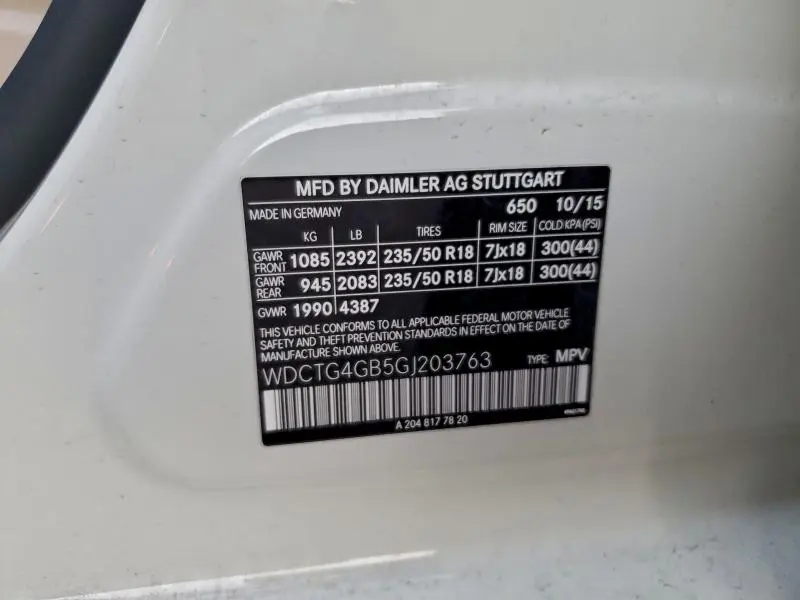 MFD BY DAIMLER AG STUTTGART
MADE IN GERMANY 650 10/15
KG LB TIRES RIM SIZE COLD KPA(PSI)
GAWR FRONT 1085 2392 235/50 R18 7Jx18 300(44)
GAWR REAR 945 2083 235/50 R18 7Jx18 300(44)
GVWR 1990 4387
THIS VEHICLE CONFORMS TO ALL APPLICABLE FEDERAL MOTOR VEHICLE
SAFETY AND THEFT PREVENTION STANDARDS IN EFFECT ON THE DATE OF
MANUFACTURE SHOWN ABOVE.
WDCTG4GB5GJ203763 TYPE: MPV
A 204 817 78 20